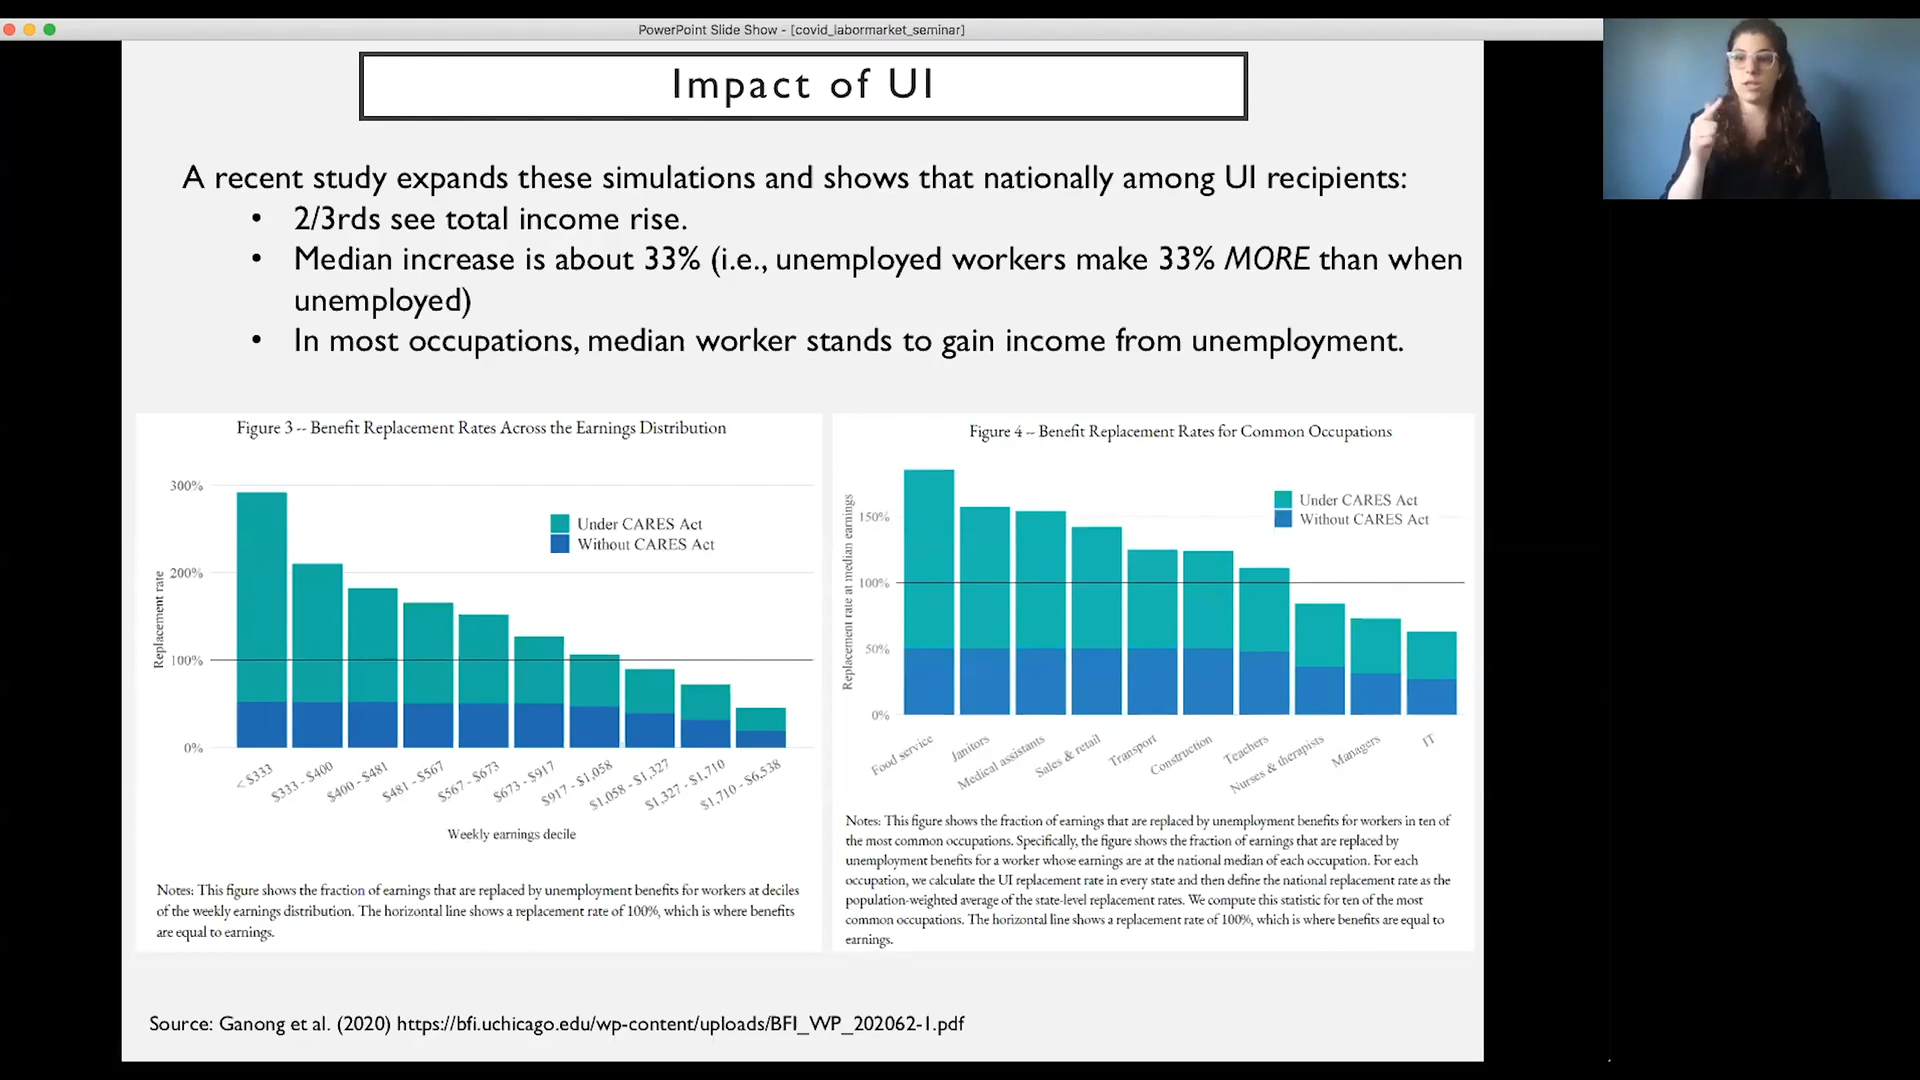 PowerPoint Slide Show - [covid_labormarket_seminar]
Impact of UI
A recent study expands these simulations and shows that nationally among UI recipients:
• 2/3rds see total income rise.
• Median increase is about 33% (i.e., unemployed workers make 33% MORE than when
unemployed)
• In most occupations, median worker stands to gain income from unemployment.
Figure 3 -- Benefit Replacement Rates Across the Earnings Distribution
300%
200%
100%
0%
Replacement rate
Under CARES Act
Without CARES Act
< $333
$333 - $400
$400 - $481
$481 - $567
$567 - $673
$673 - $917
$917 - $1,058
$1,058 - $1,327
$1,327 - $1,710
$1,710 - $6,538
Weekly earnings decile
Notes: This figure shows the fraction of earnings that are replaced by unemployment benefits for workers at deciles
of the weekly earnings distribution. The horizontal line shows a replacement rate of 100%, which is where benefits
are equal to earnings.
Figure 4 -- Benefit Replacement Rates for Common Occupations
150%
100%
50%
0%
Replacement rate at median earnings
Under CARES Act
Without CARES Act
Food service
Janitors
Medical assistants
Sales & retail
Transport
Construction
Teachers
Nurses & therapists
Managers
IT
Notes: This figure shows the fraction of earnings that are replaced by unemployment benefits for workers in ten of
the most common occupations. Specifically, the figure shows the fraction of earnings that are replaced by
unemployment benefits for a worker whose earnings are at the national median of each occupation. For each
occupation, we calculate the UI replacement rate in every state and then define the national replacement rate as the
population-weighted average of the state-level replacement rates. We compute this statistic for ten of the most
common occupations. The horizontal line shows a replacement rate of 100%, which is where benefits are equal to
earnings.
Source: Ganong et al. (2020) https://bfi.uchicago.edu/wp-content/uploads/BFI_WP_202062-1.pdf